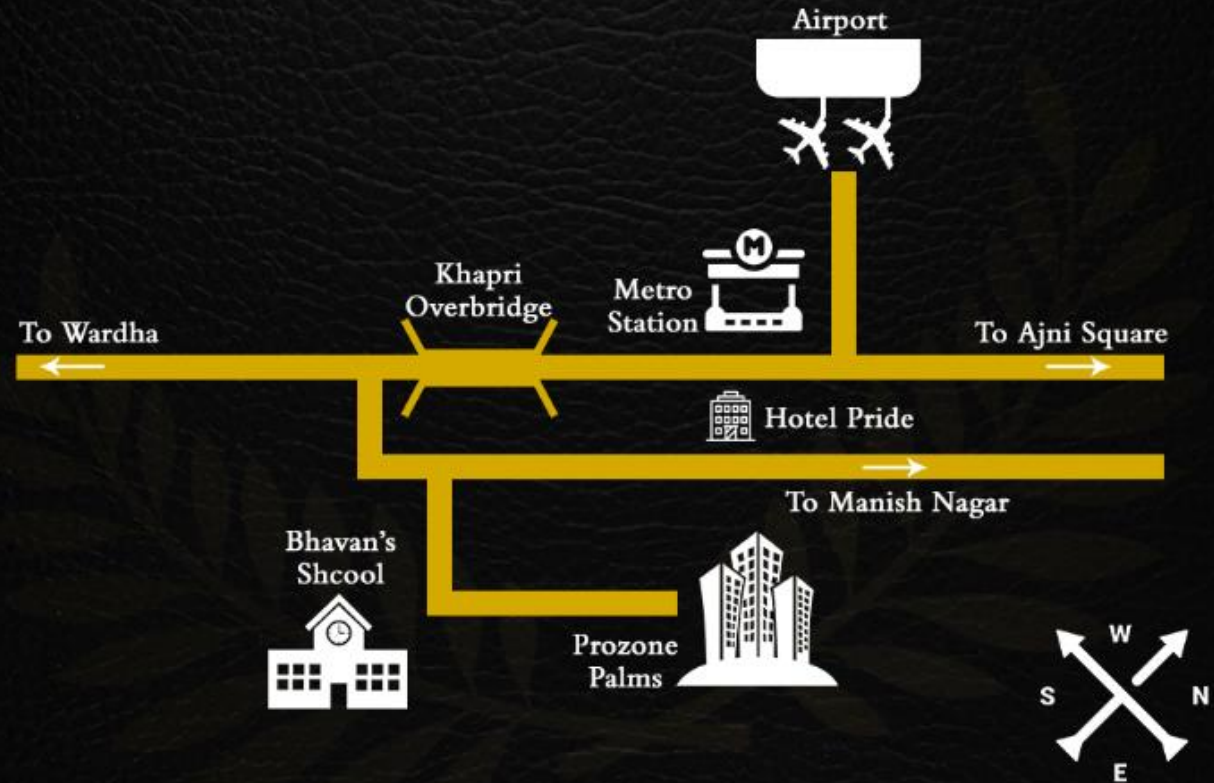 Airport
M
Khapri
Overbridge
Metro
Station
To Wardha
To Ajni Square
Hotel Pride
To Manish Nagar
Bhavan's
Shcool
Prozone
Palms
W
S
N
E